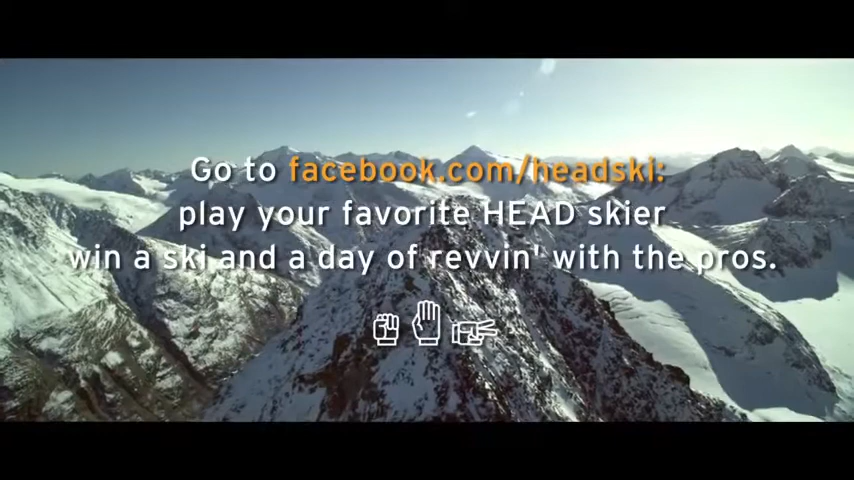 Go to facebook.com/headski:
play your favorite HEAD skier
win a ski and a day of revvin' with the pros.